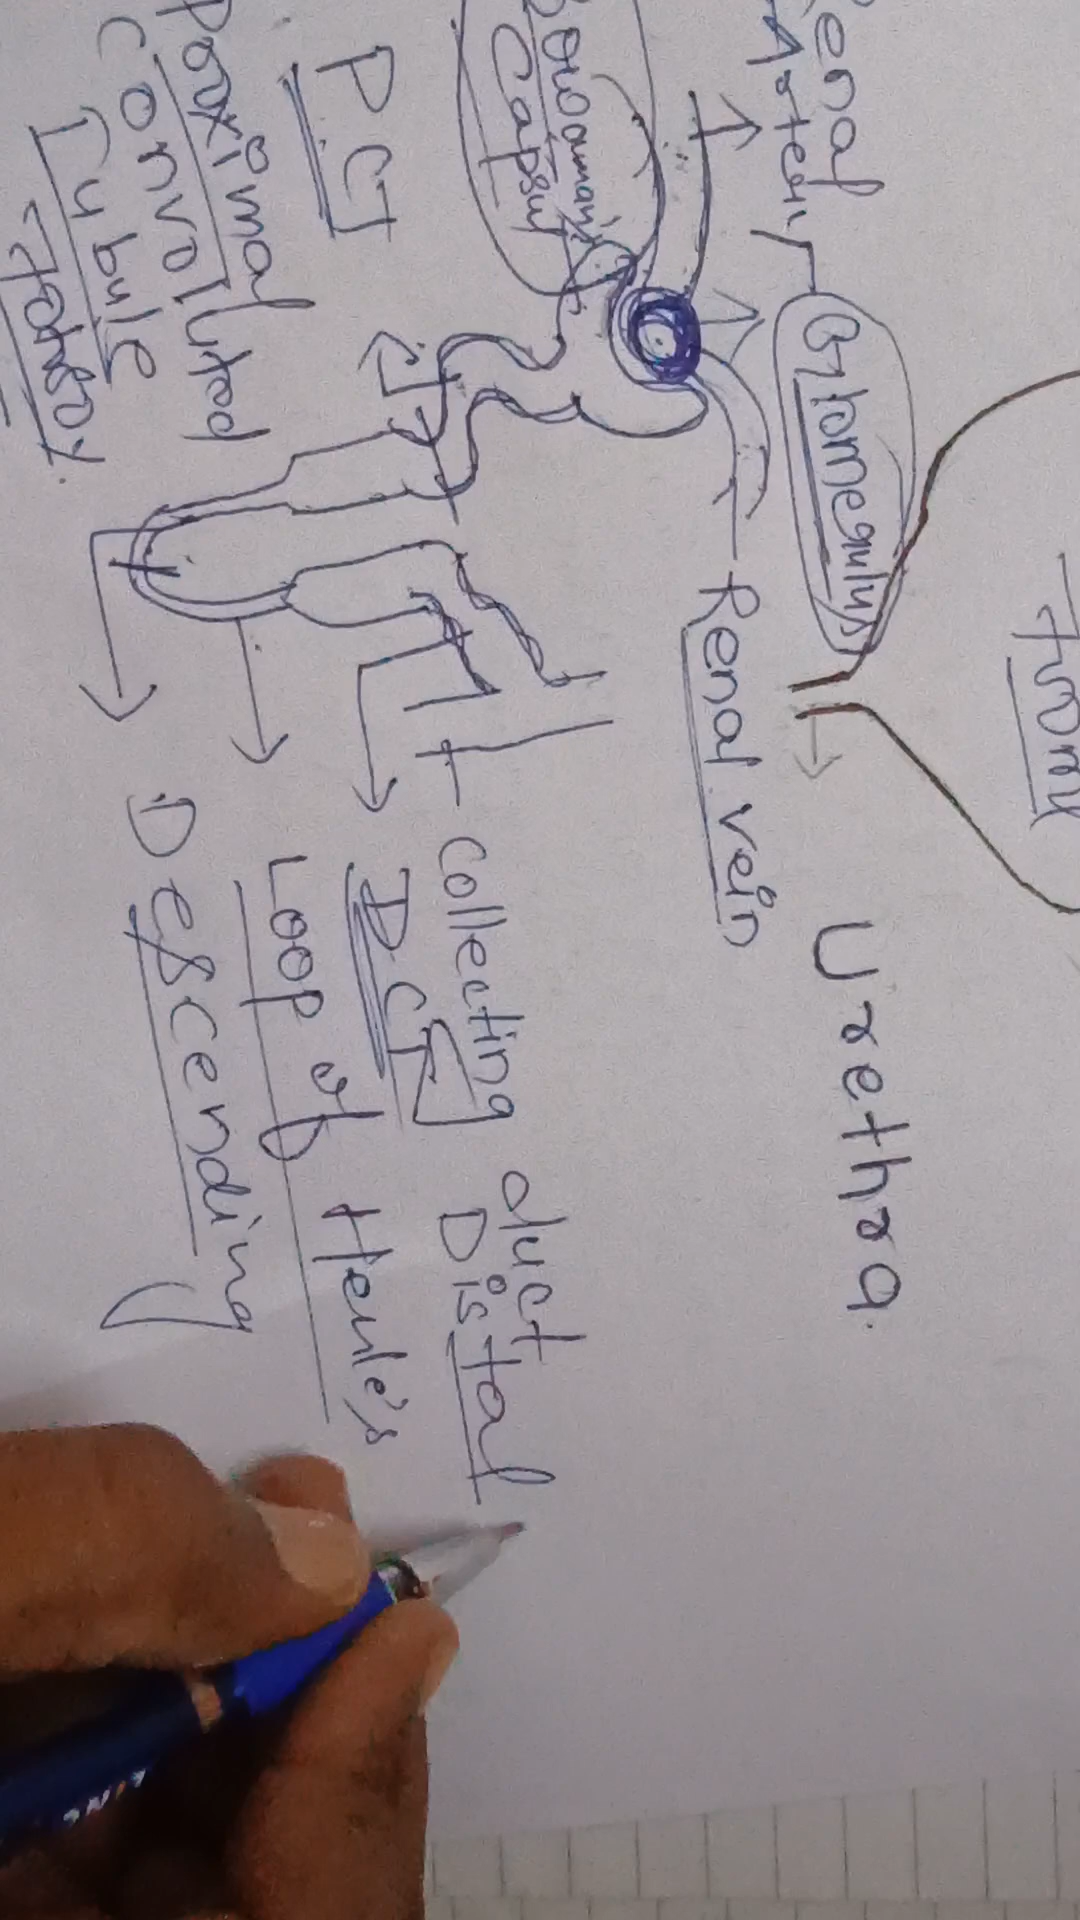 Renal
Artery
Bowman's
Capsul
Glomerulus
PCT
Proximal
Convoluted
Tubule
Renal vein
Urethra.
Collecting duct
DCT
Distal
Loop of Henle's
Descending